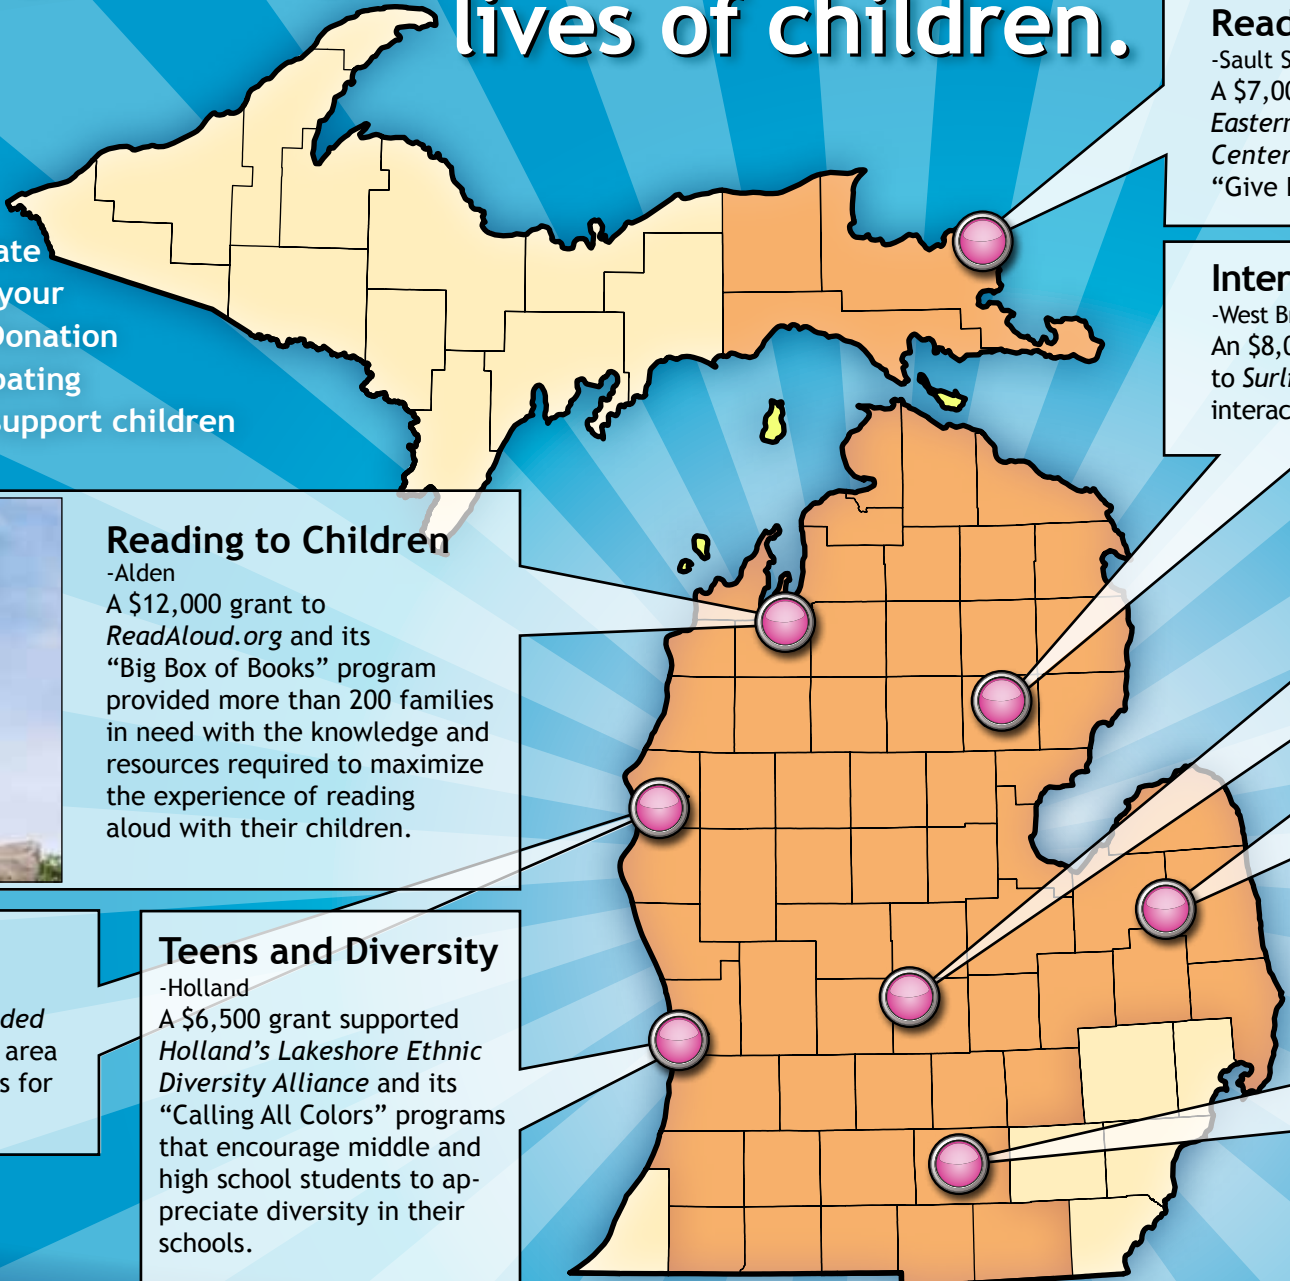 lives of children.
your
support children
Reading to Children
-Alden
A $12,000 grant to
ReadAloud.org and its
“Big Box of Books” program
provided more than 200 families
in need with the knowledge and
resources required to maximize
the experience of reading
aloud with their children.
area
s for
Teens and Diversity
-Holland
A $6,500 grant supported
Holland’s Lakeshore Ethnic
Diversity Alliance and its
“Calling All Colors” programs
that encourage middle and
high school students to ap-
preciate diversity in their
schools.
Read
-Sault S
A $7,00
Eastern
Center
“Give
Inter
-West B
An $8,0
to Surl
interac